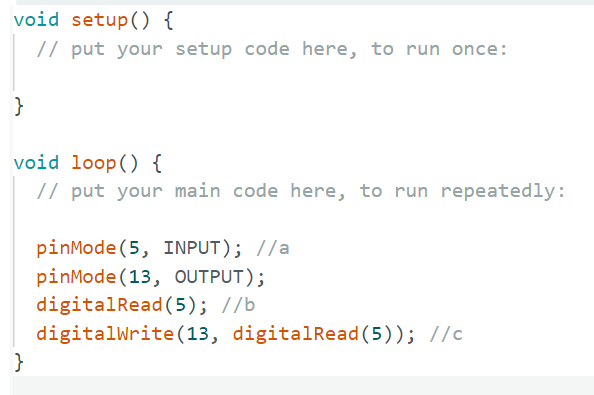 void setup() {
  // put your setup code here, to run once:

}

void loop() {
  // put your main code here, to run repeatedly:

  pinMode(5, INPUT); //a
  pinMode(13, OUTPUT);
  digitalRead(5); //b
  digitalWrite(13, digitalRead(5)); //c
}